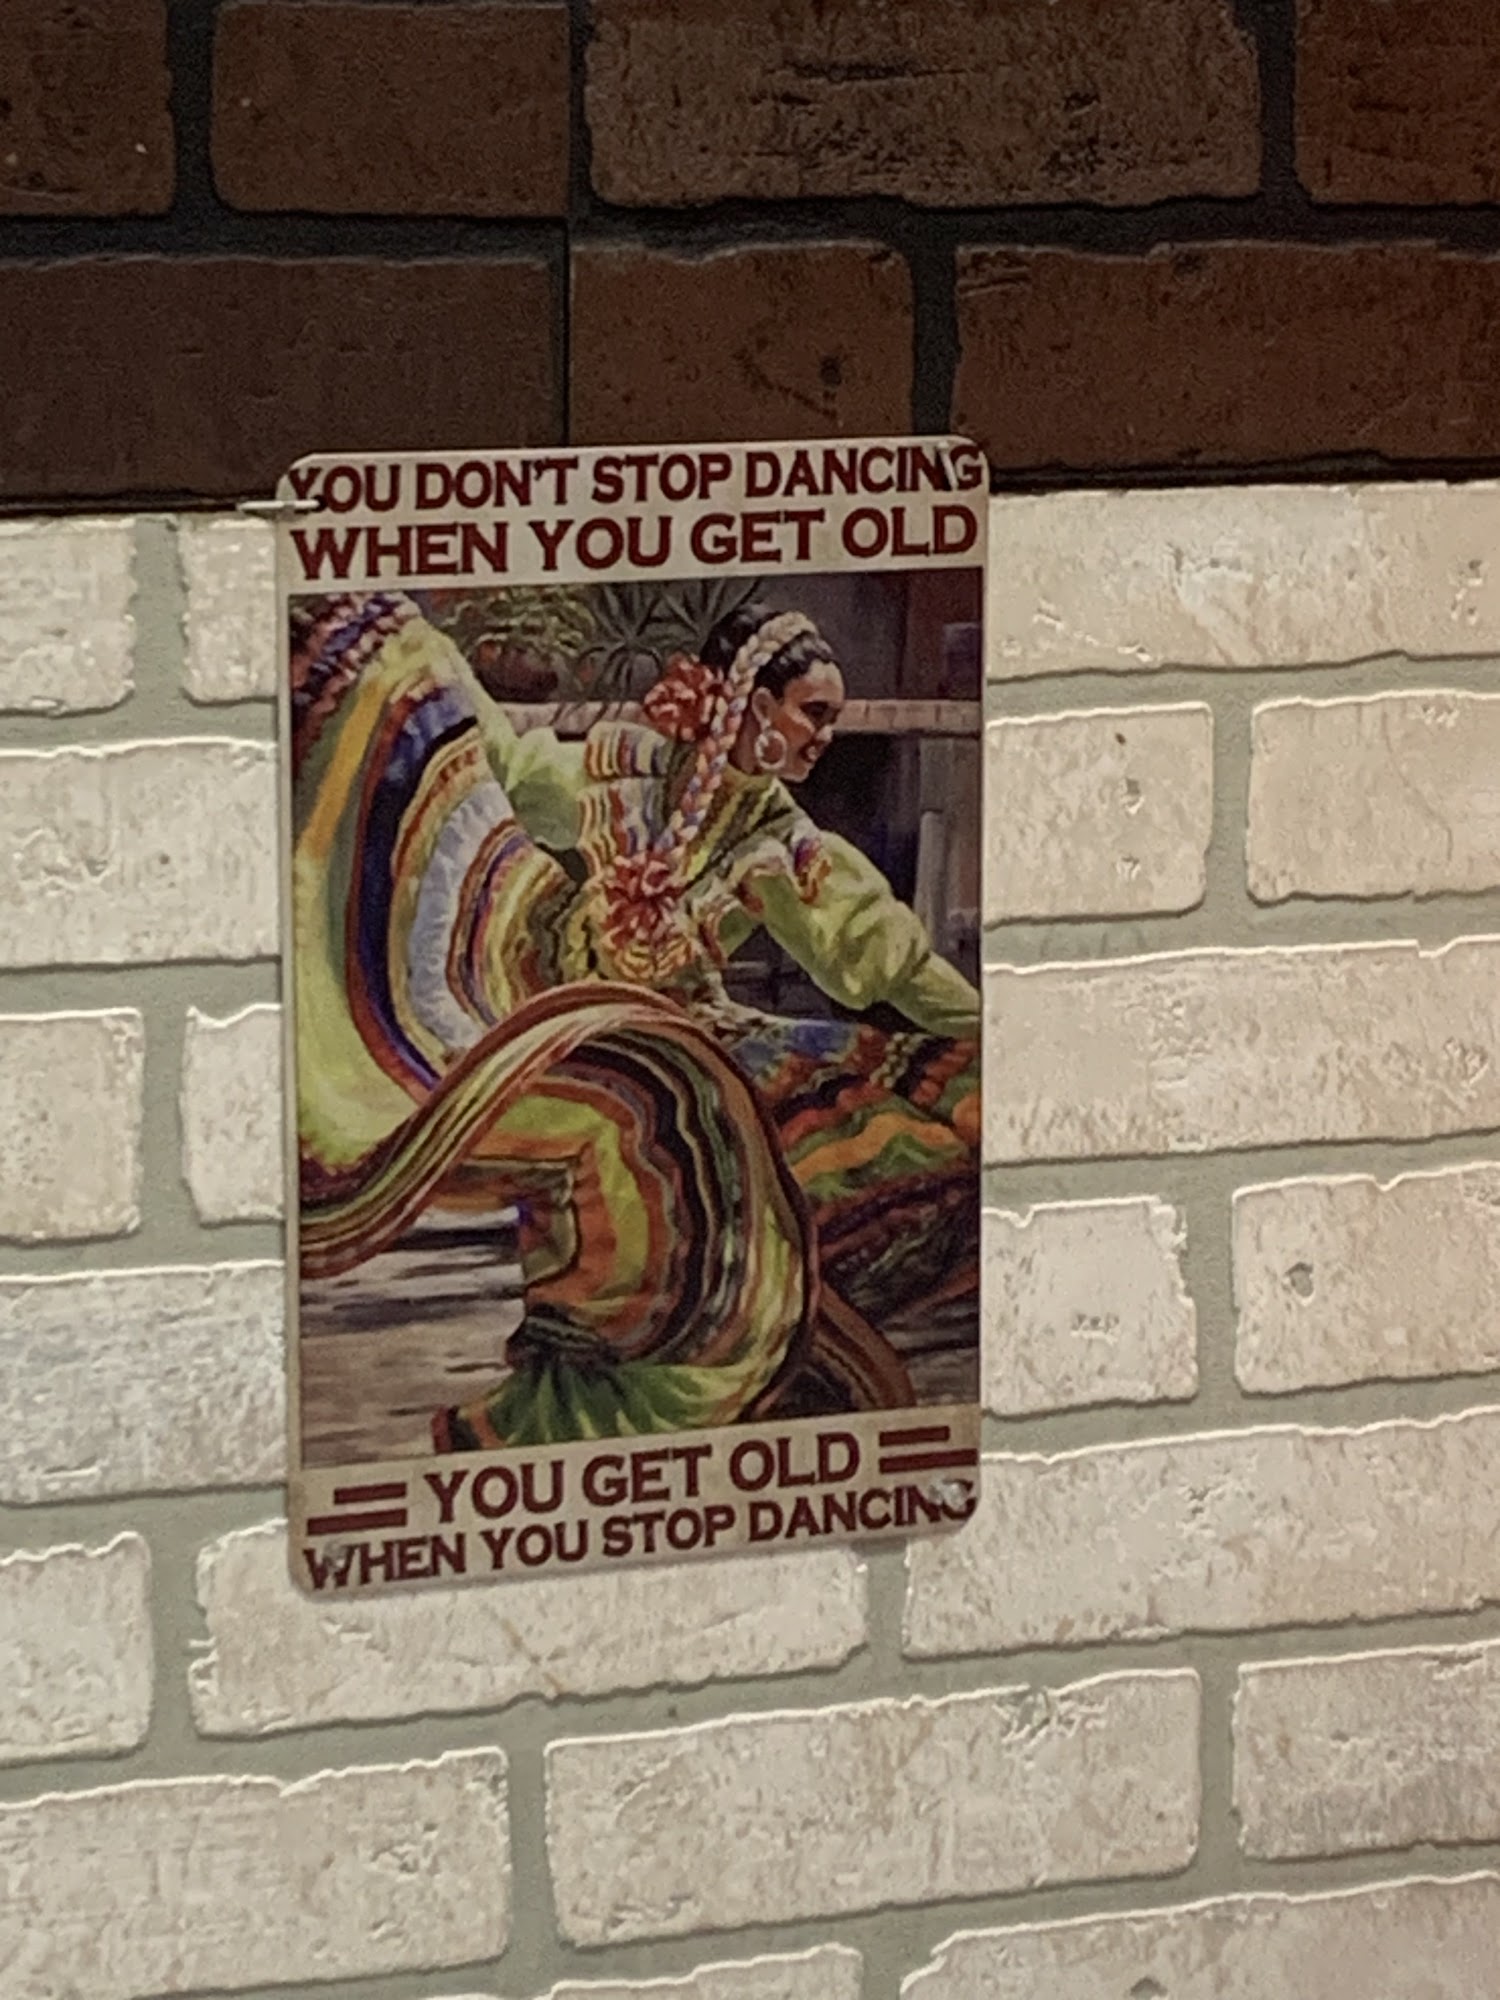 YOU DON'T STOP DANCING
WHEN YOU GET OLD
YOU GET OLD
WHEN YOU STOP DANCING